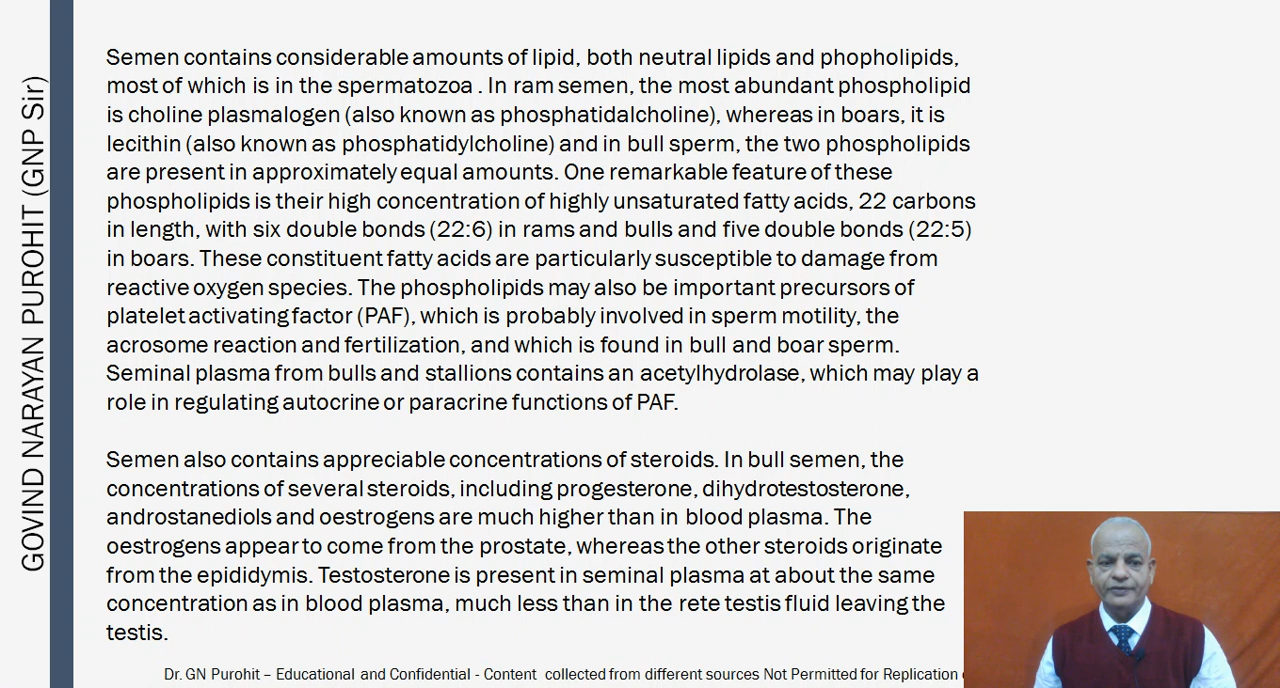 GOVIND NARAYAN PUROHIT (GNP Sir)
Semen contains considerable amounts of lipid, both neutral lipids and phopholipids,
most of which is in the spermatozoa . In ram semen, the most abundant phospholipid
is choline plasmalogen (also known as phosphatidalcholine), whereas in boars, it is
lecithin (also known as phosphatidylcholine) and in bull sperm, the two phospholipids
are present in approximately equal amounts. One remarkable feature of these
phospholipids is their high concentration of highly unsaturated fatty acids, 22 carbons
in length, with six double bonds (22:6) in rams and bulls and five double bonds (22:5)
in boars. These constituent fatty acids are particularly susceptible to damage from
reactive oxygen species. The phospholipids may also be important precursors of
platelet activating factor (PAF), which is probably involved in sperm motility, the
acrosome reaction and fertilization, and which is found in bull and boar sperm.
Seminal plasma from bulls and stallions contains an acetylhydrolase, which may play a
role in regulating autocrine or paracrine functions of PAF.
Semen also contains appreciable concentrations of steroids. In bull semen, the
concentrations of several steroids, including progesterone, dihydrotestosterone,
androstanediols and oestrogens are much higher than in blood plasma. The
oestrogens appear to come from the prostate, whereas the other steroids originate
from the epididymis. Testosterone is present in seminal plasma at about the same
concentration as in blood plasma, much less than in the rete testis fluid leaving the
testis.
Dr. GN Purohit – Educational and Confidential - Content collected from different sources Not Permitted for Replication